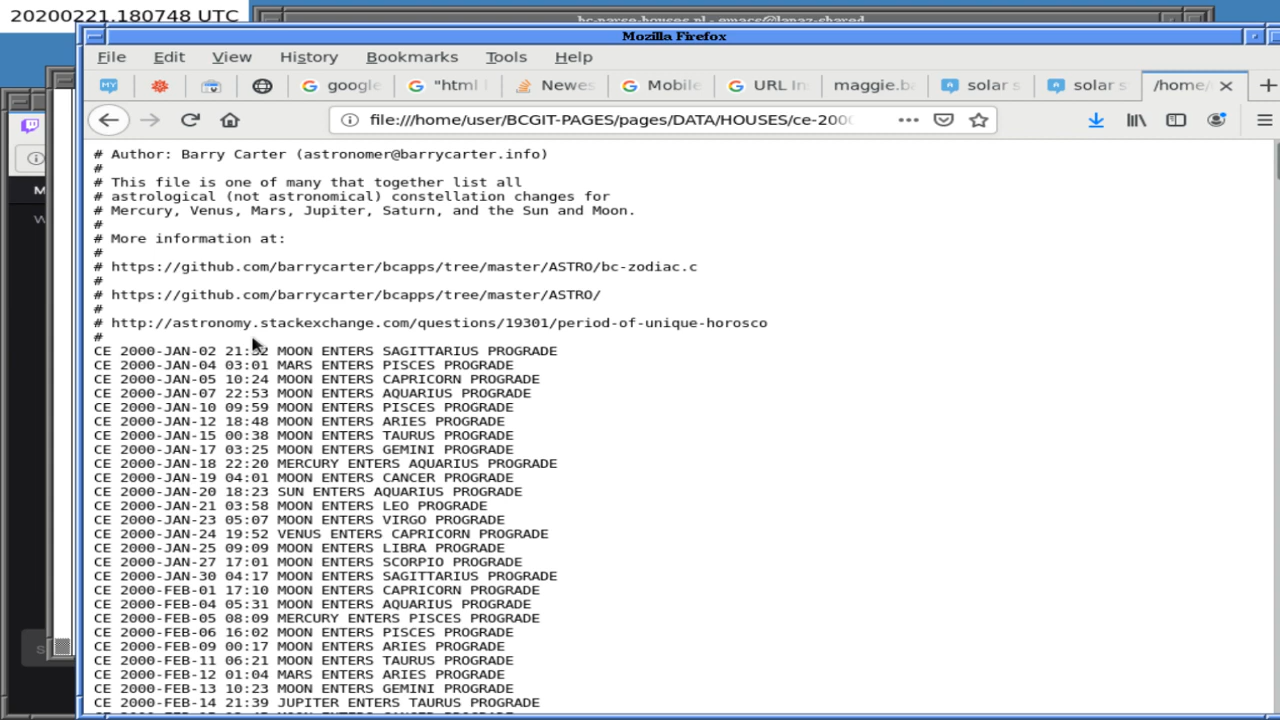 20200221.180748 UTC
bc-parse-houses.pl - emacs@lapaz-shared
Mozilla Firefox
File Edit View History Bookmarks Tools Help
google "html Newes Mobile URL In maggie.ba solar s solar s /home/
file:///home/user/BCGIT-PAGES/pages/DATA/HOUSES/ce-200
# Author: Barry Carter (astronomer@barrycarter.info)
#
# This file is one of many that together list all
# astrological (not astronomical) constellation changes for
# Mercury, Venus, Mars, Jupiter, Saturn, and the Sun and Moon.
#
# More information at:
#
# https://github.com/barrycarter/bcapps/tree/master/ASTRO/bc-zodiac.c
#
# https://github.com/barrycarter/bcapps/tree/master/ASTRO/
#
# http://astronomy.stackexchange.com/questions/19301/period-of-unique-horosco
#
CE 2000-JAN-02 21:32 MOON ENTERS SAGITTARIUS PROGRADE
CE 2000-JAN-04 03:01 MARS ENTERS PISCES PROGRADE
CE 2000-JAN-05 10:24 MOON ENTERS CAPRICORN PROGRADE
CE 2000-JAN-07 22:53 MOON ENTERS AQUARIUS PROGRADE
CE 2000-JAN-10 09:59 MOON ENTERS PISCES PROGRADE
CE 2000-JAN-12 18:48 MOON ENTERS ARIES PROGRADE
CE 2000-JAN-15 00:38 MOON ENTERS TAURUS PROGRADE
CE 2000-JAN-17 03:25 MOON ENTERS GEMINI PROGRADE
CE 2000-JAN-18 22:20 MERCURY ENTERS AQUARIUS PROGRADE
CE 2000-JAN-19 04:01 MOON ENTERS CANCER PROGRADE
CE 2000-JAN-20 18:23 SUN ENTERS AQUARIUS PROGRADE
CE 2000-JAN-21 03:58 MOON ENTERS LEO PROGRADE
CE 2000-JAN-23 05:07 MOON ENTERS VIRGO PROGRADE
CE 2000-JAN-24 19:52 VENUS ENTERS CAPRICORN PROGRADE
CE 2000-JAN-25 09:09 MOON ENTERS LIBRA PROGRADE
CE 2000-JAN-27 17:01 MOON ENTERS SCORPIO PROGRADE
CE 2000-JAN-30 04:17 MOON ENTERS SAGITTARIUS PROGRADE
CE 2000-FEB-01 17:10 MOON ENTERS CAPRICORN PROGRADE
CE 2000-FEB-04 05:31 MOON ENTERS AQUARIUS PROGRADE
CE 2000-FEB-05 08:09 MERCURY ENTERS PISCES PROGRADE
CE 2000-FEB-06 16:02 MOON ENTERS PISCES PROGRADE
CE 2000-FEB-09 00:17 MOON ENTERS ARIES PROGRADE
CE 2000-FEB-11 06:21 MOON ENTERS TAURUS PROGRADE
CE 2000-FEB-12 01:04 MARS ENTERS ARIES PROGRADE
CE 2000-FEB-13 10:23 MOON ENTERS GEMINI PROGRADE
CE 2000-FEB-14 21:39 JUPITER ENTERS TAURUS PROGRADE